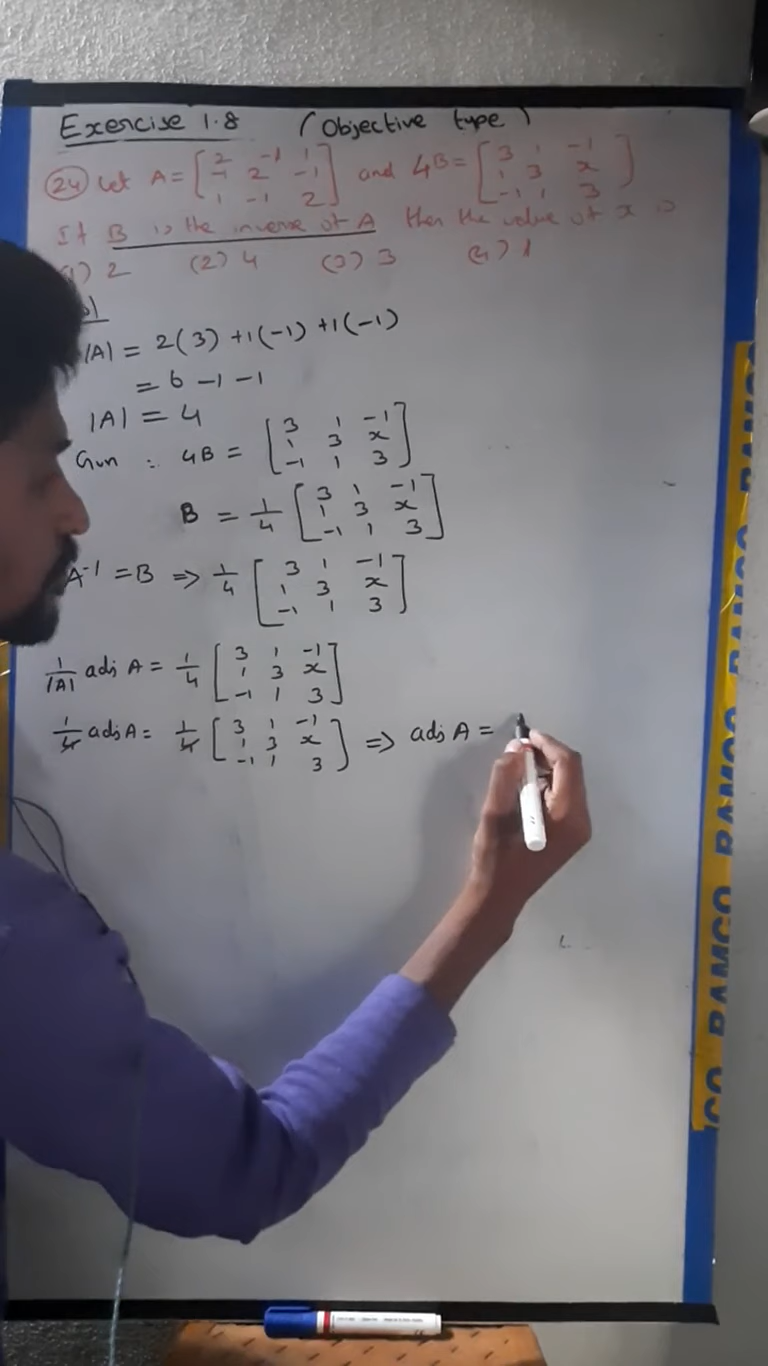 Exercise 1.8 (Objective type)
(24) Let A = [2 -1 1; -1 2 -1; 1 -1 2] and 4B = [3 1 -1; 1 3 x; -1 1 3]
If B is the inverse of A then the value of x is
(1) 2 (2) 4 (3) 3 (4) 1
|A| = 2(3) +1(-1) +1(-1)
= 6 -1 -1
|A| = 4
: 4B = [3 1 -1; 1 3 x; -1 1 3]
B = 1/4 [3 1 -1; 1 3 x; -1 1 3]
A⁻¹ = B ⇒ 1/4 [3 1 -1; 1 3 x; -1 1 3]
1/|A| adj A = 1/4 [3 1 -1; 1 3 x; -1 1 3]
1/4 adj A = 1/4 [3 1 -1; 1 3 x; -1 1 3] ⇒ adj A =
RAMCO RAMCO RAMCO RAMCO